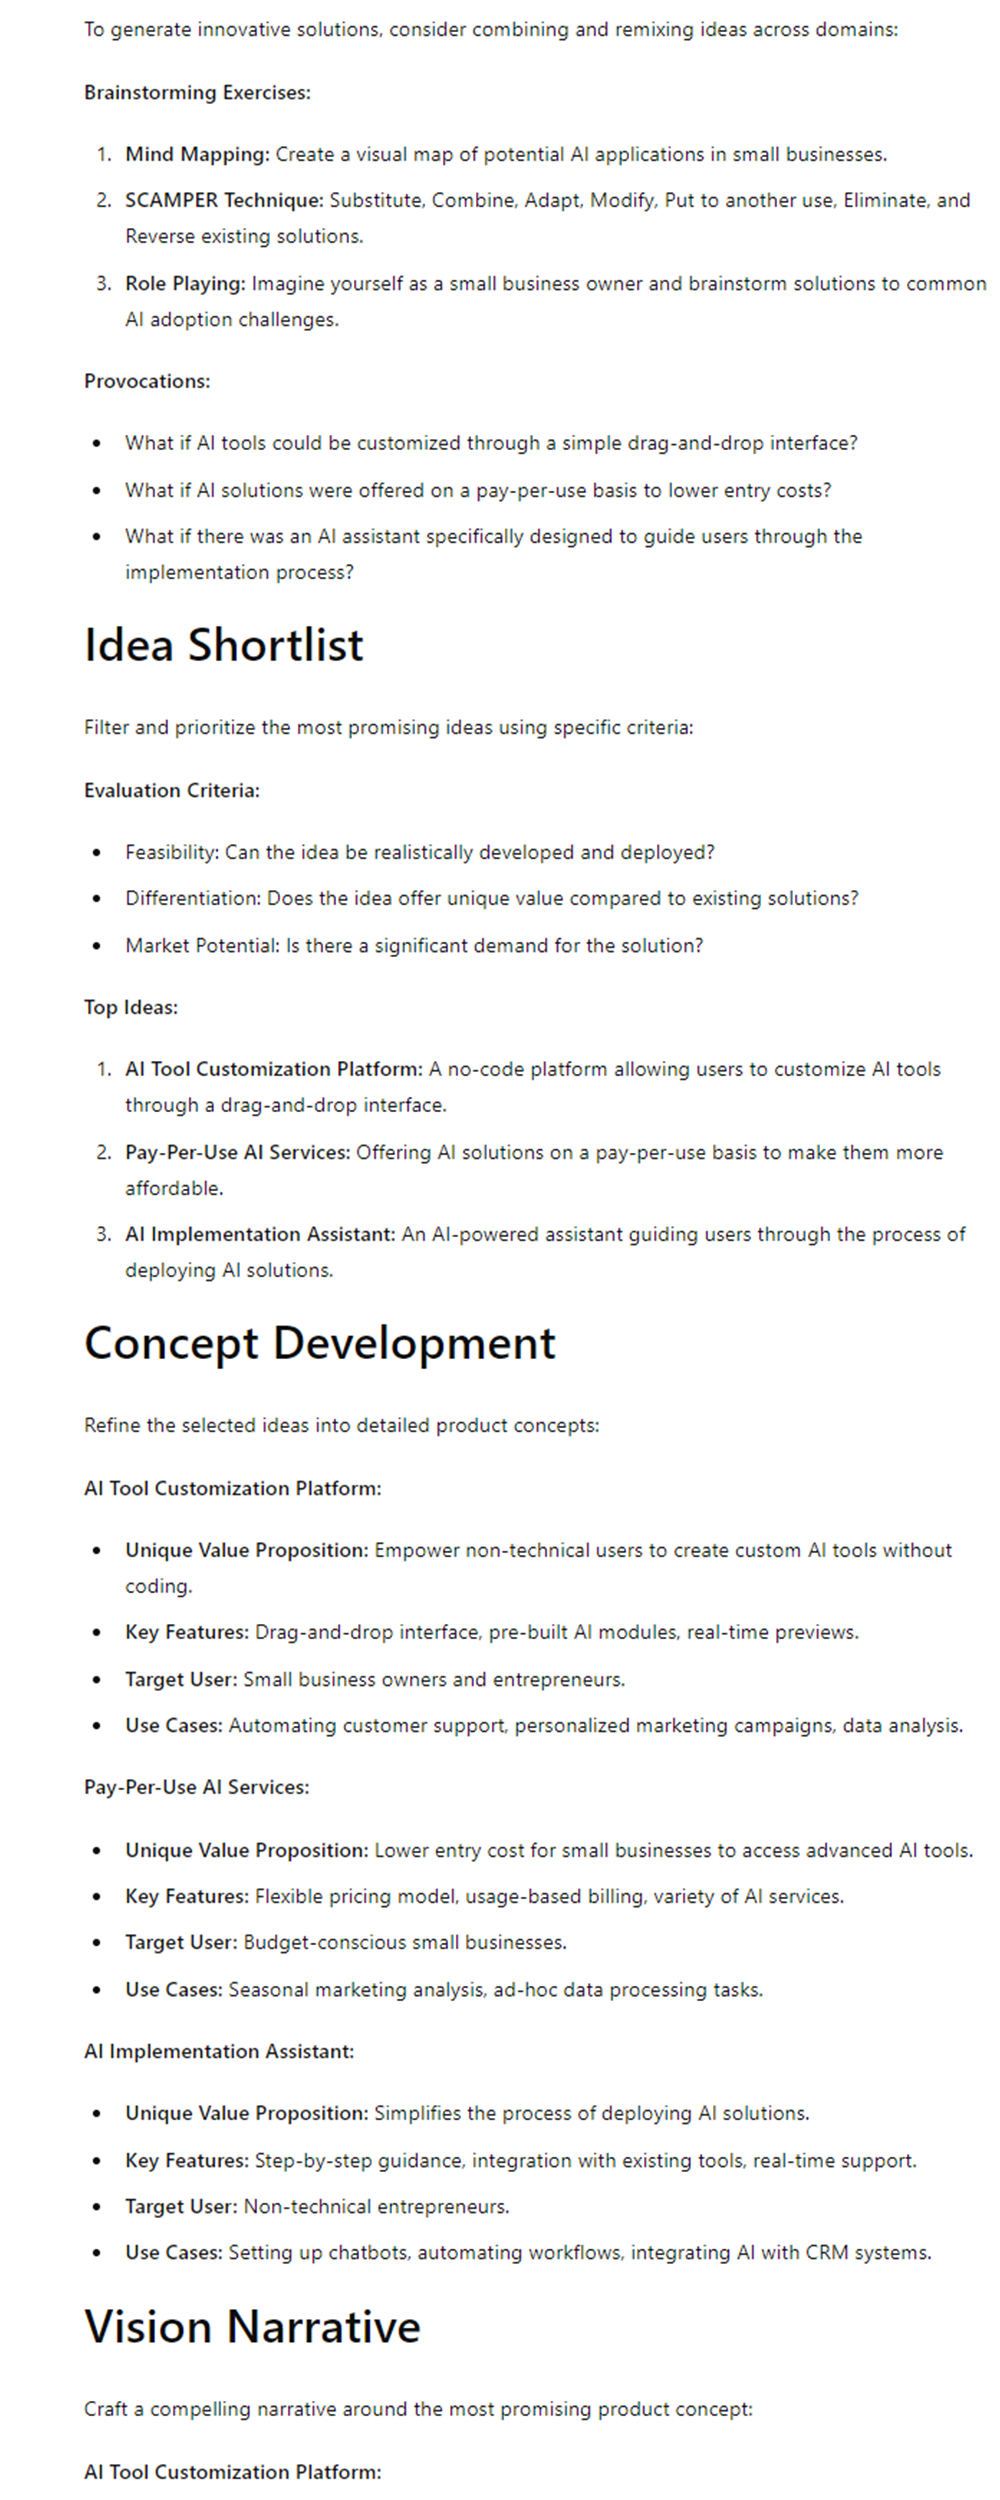 To generate innovative solutions, consider combining and remixing ideas across domains:
Brainstorming Exercises:
1. Mind Mapping: Create a visual map of potential AI applications in small businesses.
2. SCAMPER Technique: Substitute, Combine, Adapt, Modify, Put to another use, Eliminate, and
Reverse existing solutions.
3. Role Playing: Imagine yourself as a small business owner and brainstorm solutions to common
AI adoption challenges.
Provocations:
• What if AI tools could be customized through a simple drag-and-drop interface?
• What if AI solutions were offered on a pay-per-use basis to lower entry costs?
• What if there was an AI assistant specifically designed to guide users through the
implementation process?
Idea Shortlist
Filter and prioritize the most promising ideas using specific criteria:
Evaluation Criteria:
• Feasibility: Can the idea be realistically developed and deployed?
• Differentiation: Does the idea offer unique value compared to existing solutions?
• Market Potential: Is there a significant demand for the solution?
Top Ideas:
1. AI Tool Customization Platform: A no-code platform allowing users to customize AI tools
through a drag-and-drop interface.
2. Pay-Per-Use AI Services: Offering AI solutions on a pay-per-use basis to make them more
affordable.
3. AI Implementation Assistant: An AI-powered assistant guiding users through the process of
deploying AI solutions.
Concept Development
Refine the selected ideas into detailed product concepts:
AI Tool Customization Platform:
• Unique Value Proposition: Empower non-technical users to create custom AI tools without
coding.
• Key Features: Drag-and-drop interface, pre-built AI modules, real-time previews.
• Target User: Small business owners and entrepreneurs.
• Use Cases: Automating customer support, personalized marketing campaigns, data analysis.
Pay-Per-Use AI Services:
• Unique Value Proposition: Lower entry cost for small businesses to access advanced AI tools.
• Key Features: Flexible pricing model, usage-based billing, variety of AI services.
• Target User: Budget-conscious small businesses.
• Use Cases: Seasonal marketing analysis, ad-hoc data processing tasks.
AI Implementation Assistant:
• Unique Value Proposition: Simplifies the process of deploying AI solutions.
• Key Features: Step-by-step guidance, integration with existing tools, real-time support.
• Target User: Non-technical entrepreneurs.
• Use Cases: Setting up chatbots, automating workflows, integrating AI with CRM systems.
Vision Narrative
Craft a compelling narrative around the most promising product concept:
AI Tool Customization Platform: